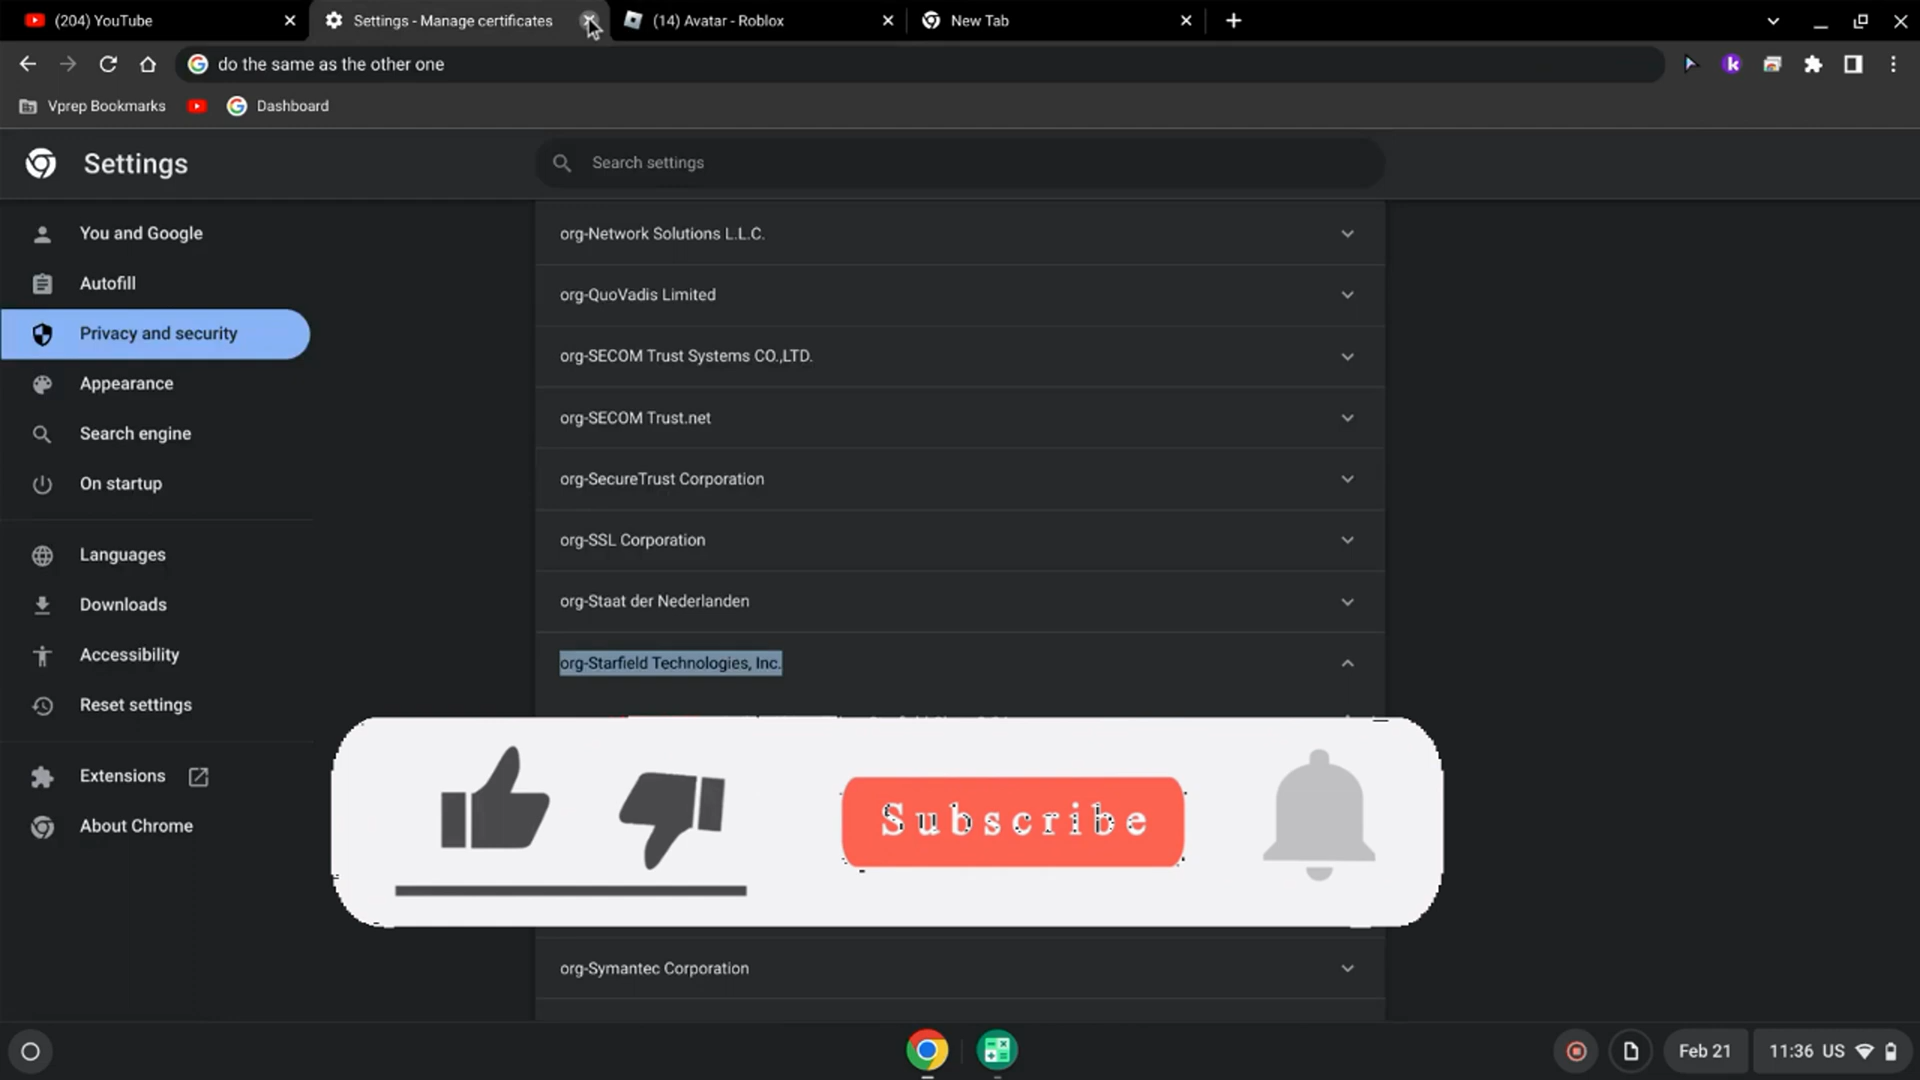 (204) YouTube
Settings - Manage certificates
(14) Avatar - Roblox
New Tab
do the same as the other one
Vprep Bookmarks
Dashboard
Settings
Search settings
You and Google
Autofill
Privacy and security
Appearance
Search engine
On startup
Languages
Downloads
Accessibility
Reset settings
Extensions
About Chrome
org-Network Solutions L.L.C.
org-QuoVadis Limited
org-SECOM Trust Systems CO.,LTD.
org-SECOM Trust.net
org-SecureTrust Corporation
org-SSL Corporation
org-Staat der Nederlanden
org-Starfield Technologies, Inc.
Subscribe
org-Symantec Corporation
Feb 21
11:36 US